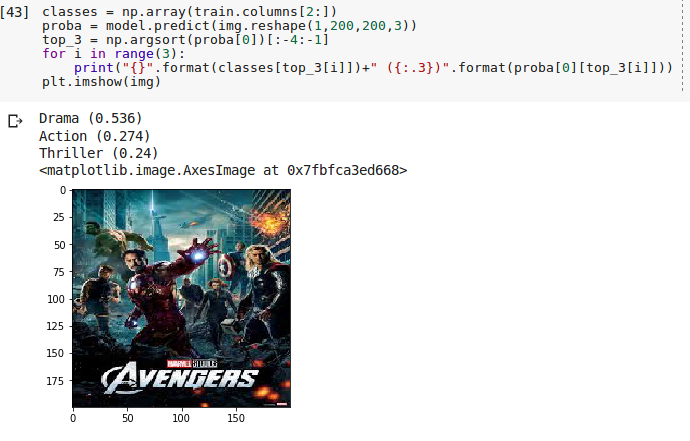 [43] classes = np.array(train.columns[2:])
proba = model.predict(img.reshape(1,200,200,3))
top_3 = np.argsort(proba[0])[:-4:-1]
for i in range(3):
    print("{}".format(classes[top_3[i]])+" ({:.3})".format(proba[0][top_3[i]]))
plt.imshow(img)
Drama (0.536)
Action (0.274)
Thriller (0.24)
<matplotlib.image.AxesImage at 0x7fbfca3ed668>
0
25
50
75
100
125
150
175
MARVEL STUDIOS
AVENGERS
0 50 100 150